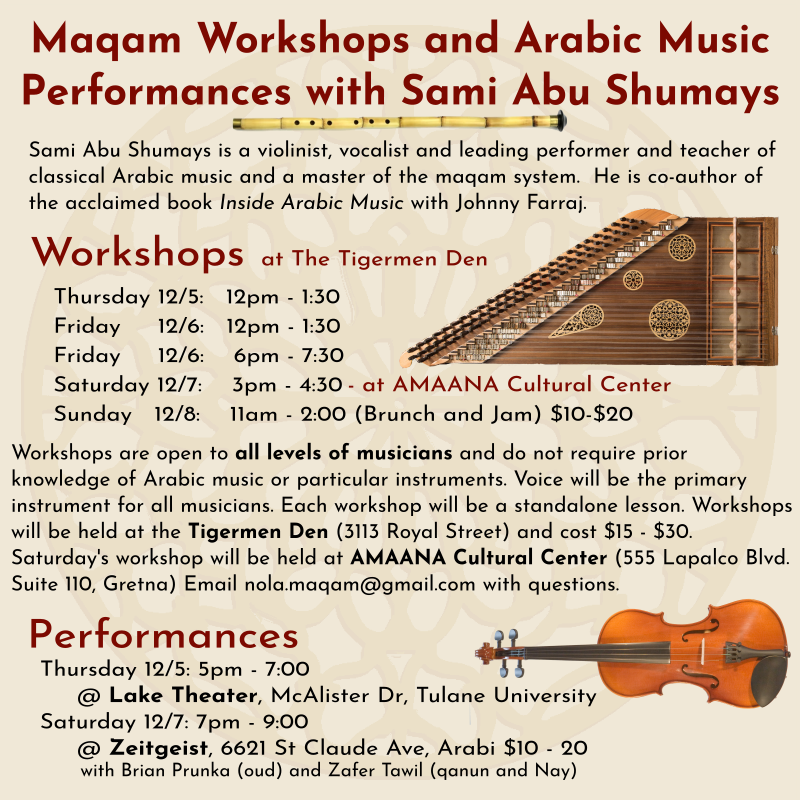 Maqam Workshops and Arabic Music
Performances with Sami Abu Shumays
Sami Abu Shumays is a violinist, vocalist and leading performer and teacher of
classical Arabic music and a master of the maqam system. He is co-author of
the acclaimed book Inside Arabic Music with Johnny Farraj.
Workshops at The Tigermen Den
Thursday 12/5: 12pm - 1:30
Friday 12/6: 12pm - 1:30
Friday 12/6: 6pm - 7:30
Saturday 12/7: 3pm - 4:30 - at AMAANA Cultural Center
Sunday 12/8: 11am - 2:00 (Brunch and Jam) $10-$20
Workshops are open to all levels of musicians and do not require prior
knowledge of Arabic music or particular instruments. Voice will be the primary
instrument for all musicians. Each workshop will be a standalone lesson. Workshops
will be held at the Tigermen Den (3113 Royal Street) and cost $15 - $30.
Saturday's workshop will be held at AMAANA Cultural Center (555 Lapalco Blvd.
Suite 110, Gretna) Email nola.maqam@gmail.com with questions.
Performances
Thursday 12/5: 5pm - 7:00
@ Lake Theater, McAlister Dr, Tulane University
Saturday 12/7: 7pm - 9:00
@ Zeitgeist, 6621 St Claude Ave, Arabi $10 - 20
with Brian Prunka (oud) and Zafer Tawil (qanun and Nay)